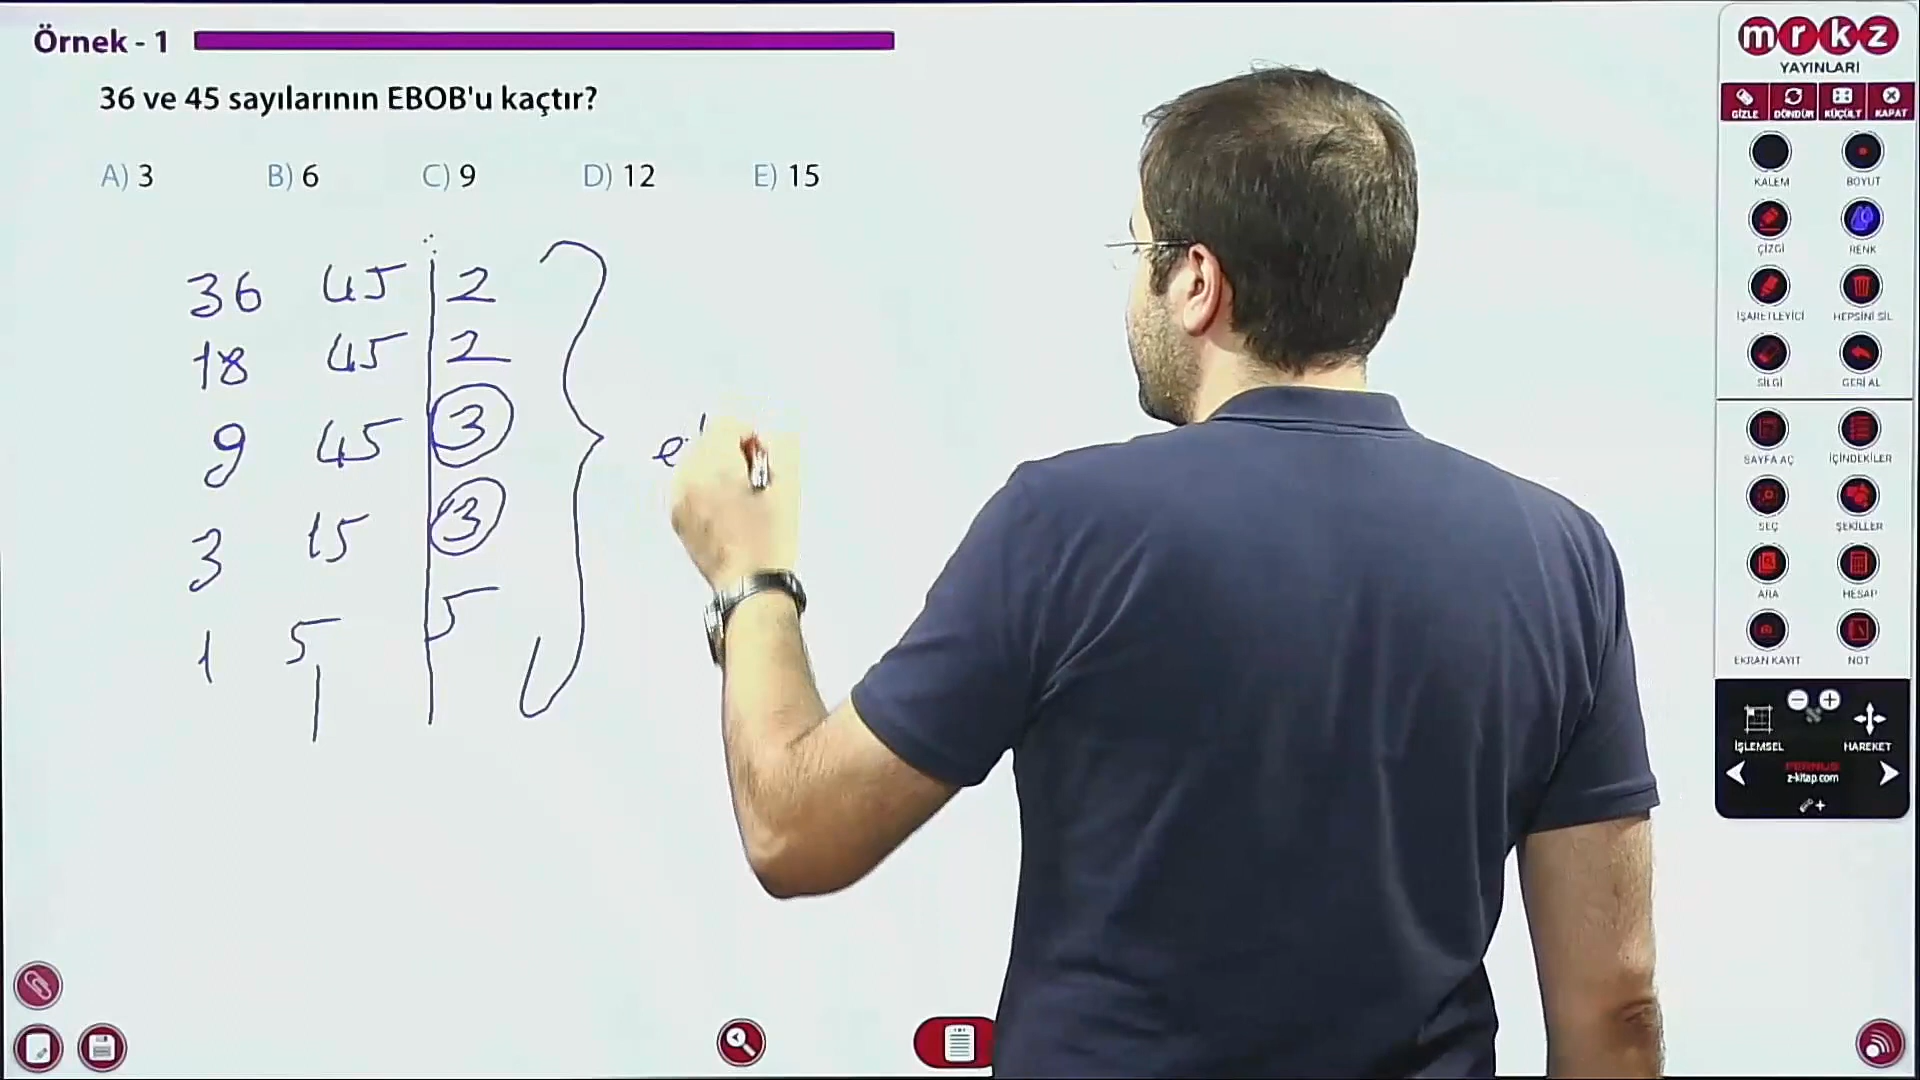 Örnek - 1
36 ve 45 sayılarının EBOB'u kaçtır?
A) 3 B) 6 C) 9 D) 12 E) 15
36 45 2
18 45 2
9 45 3
3 15 3
1 5 5
1
mrkz
YAYINLARI
GİZLE DÖNDÜR KÜÇÜLT KAPAT
KALEM BOYUT
ÇİZGİ RENK
İŞARETLEYİCİ HEPSİNİ SİL
SİLGİ GERİ AL
SAYFA AÇ İÇİNDEKİLER
SEÇ ŞEKİLLER
ARA HESAP
EKRAN KAYIT NOT
İŞLEMSEL HAREKET
FERNUS
z-kitap.com